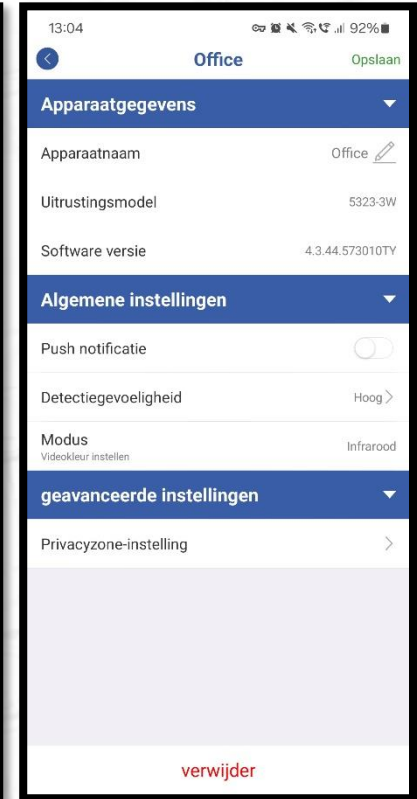 13:04 92%
Office Opslaan
Apparaatgegevens
Apparaatnaam Office
Uitrustingsmodel 5323-3W
Software versie 4.3.44.573010TY
Algemene instellingen
Push notificatie
Detectiegevoeligheid Hoog
Modus Infrarood
Videokleur instellen
geavanceerde instellingen
Privacyzone-instelling
verwijder